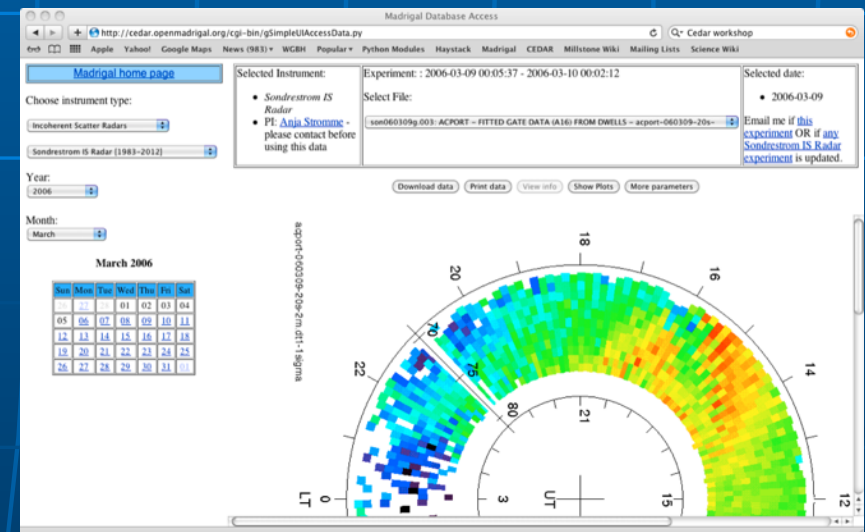 Madrigal Database Access
http://cedar.openmadrigal.org/cgi-bin/gSimpleUIAccessData.py
Cedar workshop
Apple Yahoo! Google Maps News (983) WGBH Popular Python Modules Haystack Madrigal CEDAR Millstone Wiki Mailing Lists Science Wiki
Madrigal home page
Choose instrument type:
Incoherent Scatter Radars
Sondrestrom IS Radar [1983-2012]
Year:
2006
Month:
March
March 2006
Sun Mon Tue Wed Thu Fri Sat
26 27 28 01 02 03 04
05 06 07 08 09 10 11
12 13 14 15 16 17 18
19 20 21 22 23 24 25
26 27 28 29 30 31 01
Selected Instrument:
• Sondrestrom IS
Radar
• PI: Anja Stromme -
please contact before
using this data
Experiment: : 2006-03-09 00:05:37 - 2006-03-10 00:02:12
Select File:
son060309g.003: ACPORT - FITTED GATE DATA (A16) FROM DWELLS - acport-060309-20s-
Selected date:
• 2006-03-09
Email me if this
experiment OR if any
Sondrestrom IS Radar
experiment is updated.
Download data Print data View info Show Plots More parameters
acport-060309-20s-2m dt1-1sigma
18
20
16
22
14
70
75
80
21
LT 0
3
UT
15
12